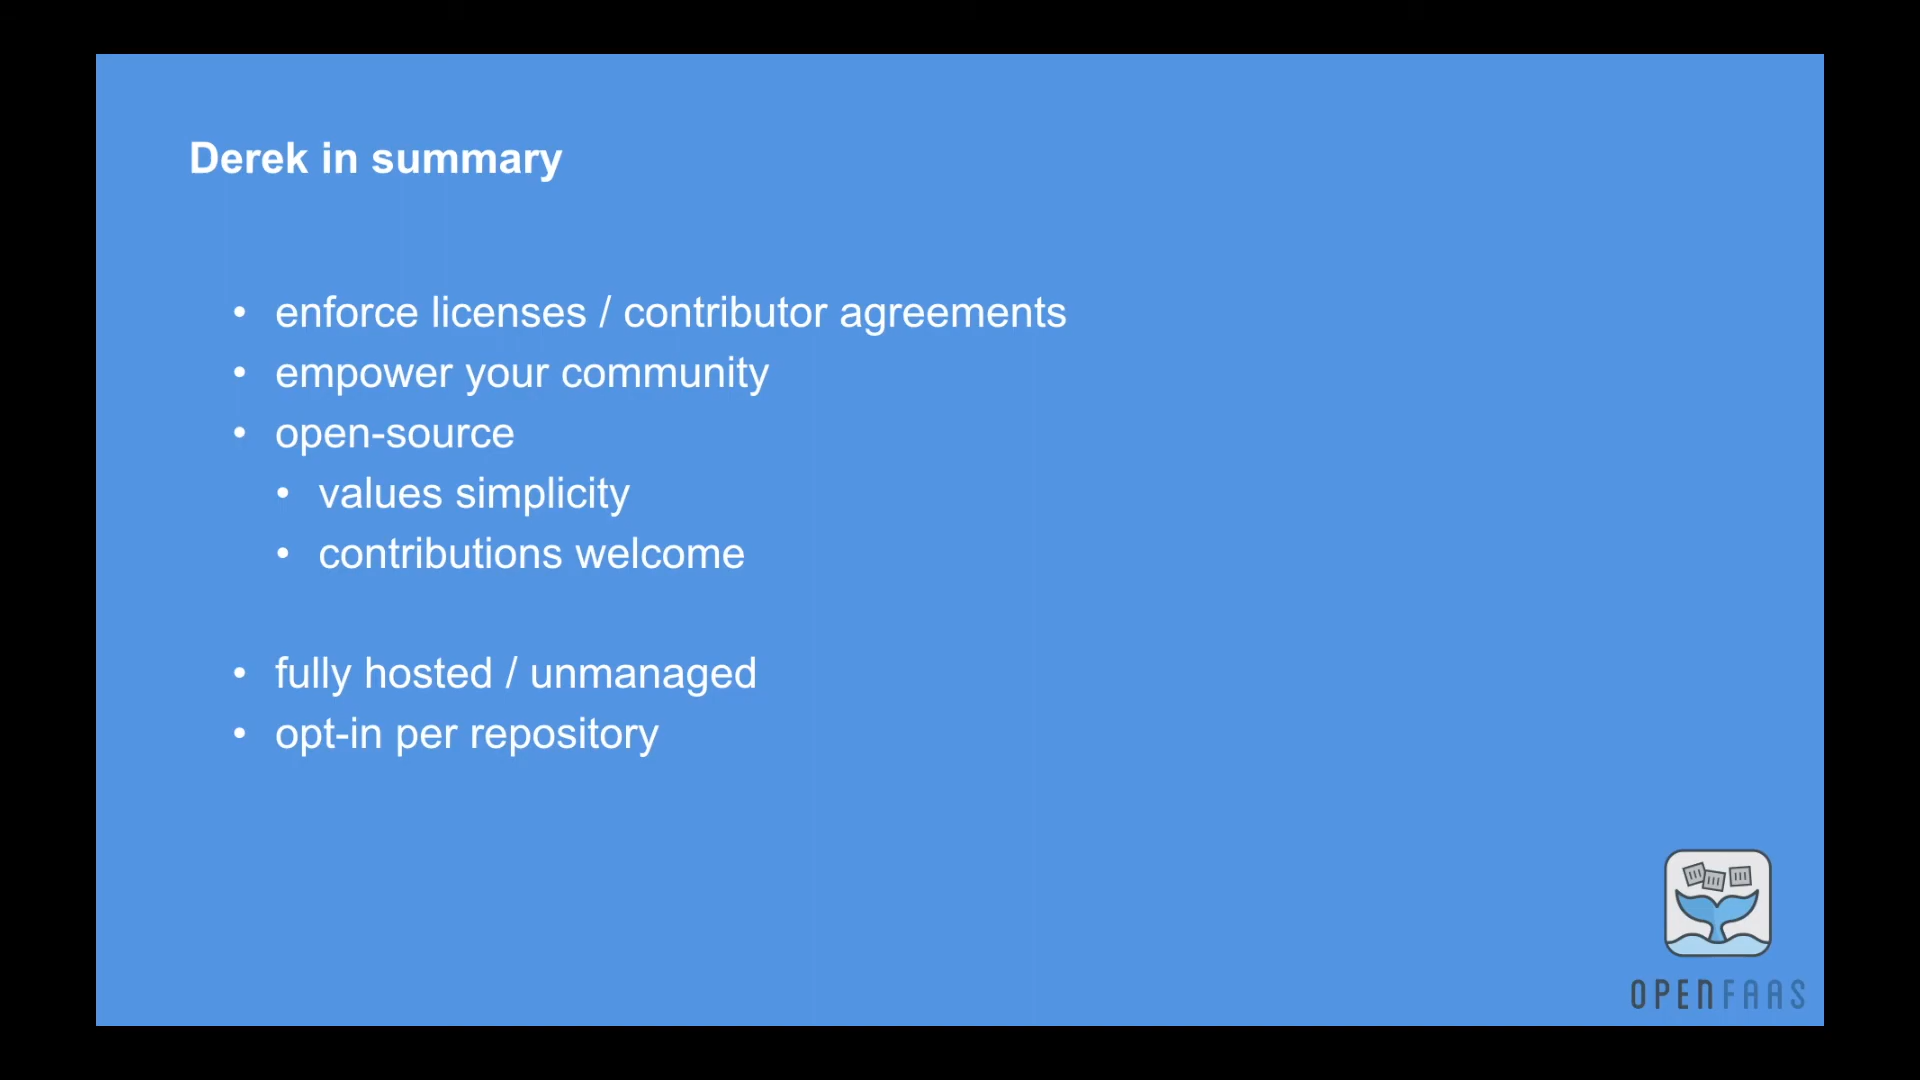 Derek in summary
• enforce licenses / contributor agreements
• empower your community
• open-source
• values simplicity
• contributions welcome
• fully hosted / unmanaged
• opt-in per repository
OPENFAAS